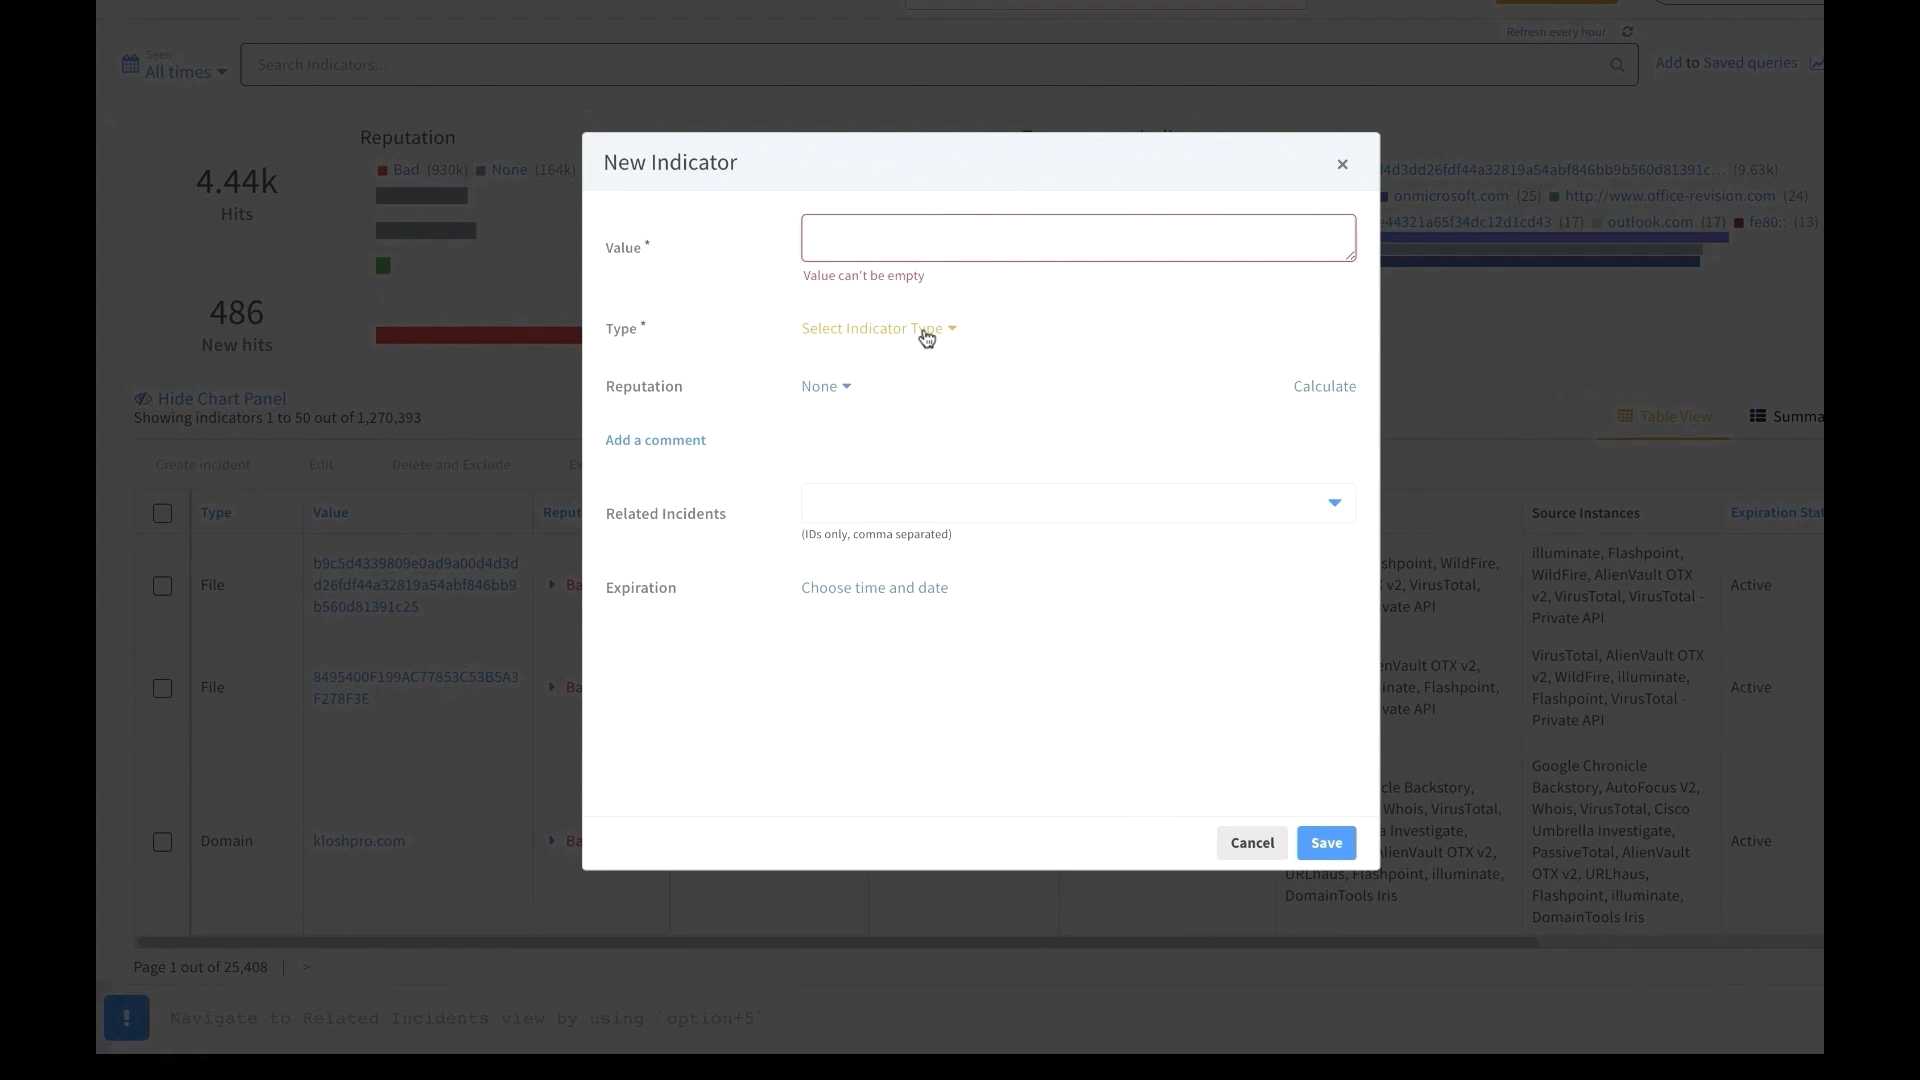 Refresh every hour
Seen
All times
Search Indicators...
Add to Saved queries
Reputation
4.44k
Hits
Bad (930k) None (164k)
486
New hits
New Indicator
×
Value *
Value can't be empty
Type *
Select Indicator Type
Reputation
None
Calculate
Add a comment
Related Incidents
(IDs only, comma separated)
Expiration
Choose time and date
Cancel
Save
4d3dd26fdf44a32819a54abf846bb9b560d81391c... (9.63k)
onmicrosoft.com (25) http://www.office-revision.com (24)
e44321a65f34dc12d1cd43 (17) outlook.com (17) fe80:: (13)
Hide Chart Panel
Showing indicators 1 to 50 out of 1,270,393
Table View
Summa
Create incident
Edit
Delete and Exclude
Ex
Type
Value
Reput
Source Instances
Expiration Stat
File
b9c5d4339809e0ad9a00d4d3d
d26fdf44a32819a54abf846bb9
b560d81391c25
Ba
shpoint, WildFire,
v2, VirusTotal,
vate API
illuminate, Flashpoint,
WildFire, AlienVault OTX
v2, VirusTotal, VirusTotal -
Private API
Active
File
8495400F199AC77853C53B5A3
F278F3E
Ba
enVault OTX v2,
inate, Flashpoint,
vate API
VirusTotal, AlienVault OTX
v2, WildFire, illuminate,
Flashpoint, VirusTotal -
Private API
Active
Domain
kloshpro.com
Ba
cle Backstory,
Whois, VirusTotal,
a Investigate,
AlienVault OTX v2,
URLhaus, Flashpoint, illuminate,
DomainTools Iris
Google Chronicle
Backstory, AutoFocus V2,
Whois, VirusTotal, Cisco
Umbrella Investigate,
PassiveTotal, AlienVault
OTX v2, URLhaus,
Flashpoint, illuminate,
DomainTools Iris
Active
Page 1 out of 25,408 | >
! Navigate to Related Incidents view by using `option+5`